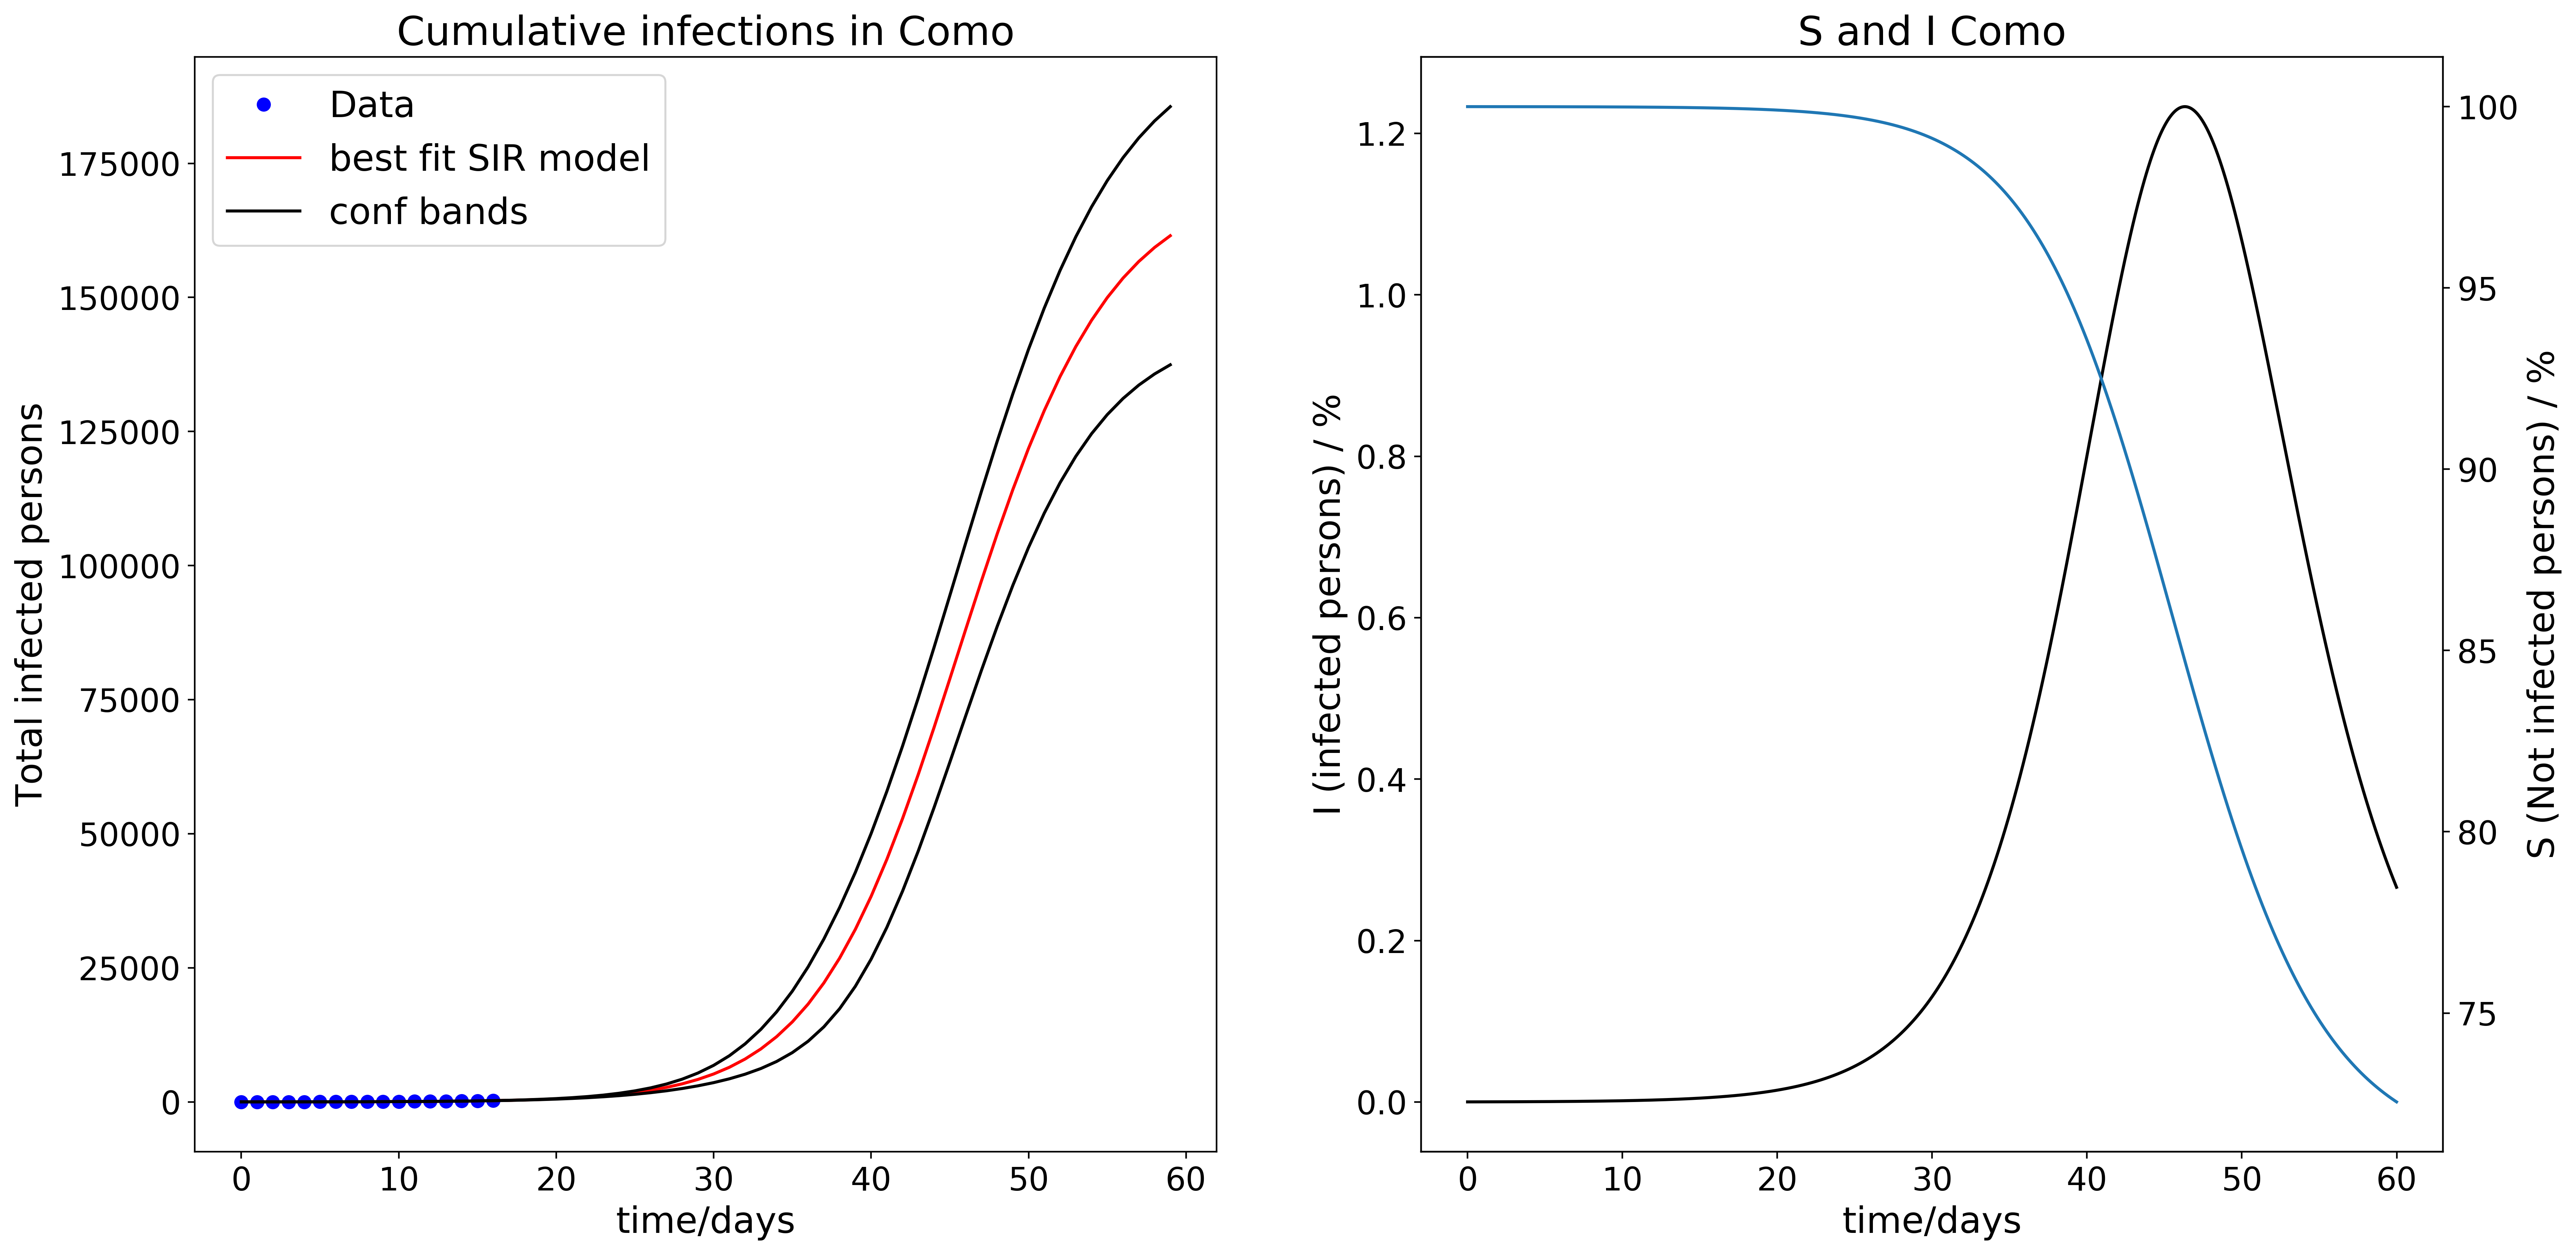 Cumulative infections in Como
Data
best fit SIR model
conf bands
Total infected persons
175000
150000
125000
100000
75000
50000
25000
0
0 10 20 30 40 50 60
time/days
S and I Como
I (infected persons) / %
1.2
1.0
0.8
0.6
0.4
0.2
0.0
0 10 20 30 40 50 60
time/days
100
95
90
85
80
75
S (Not infected persons) / %